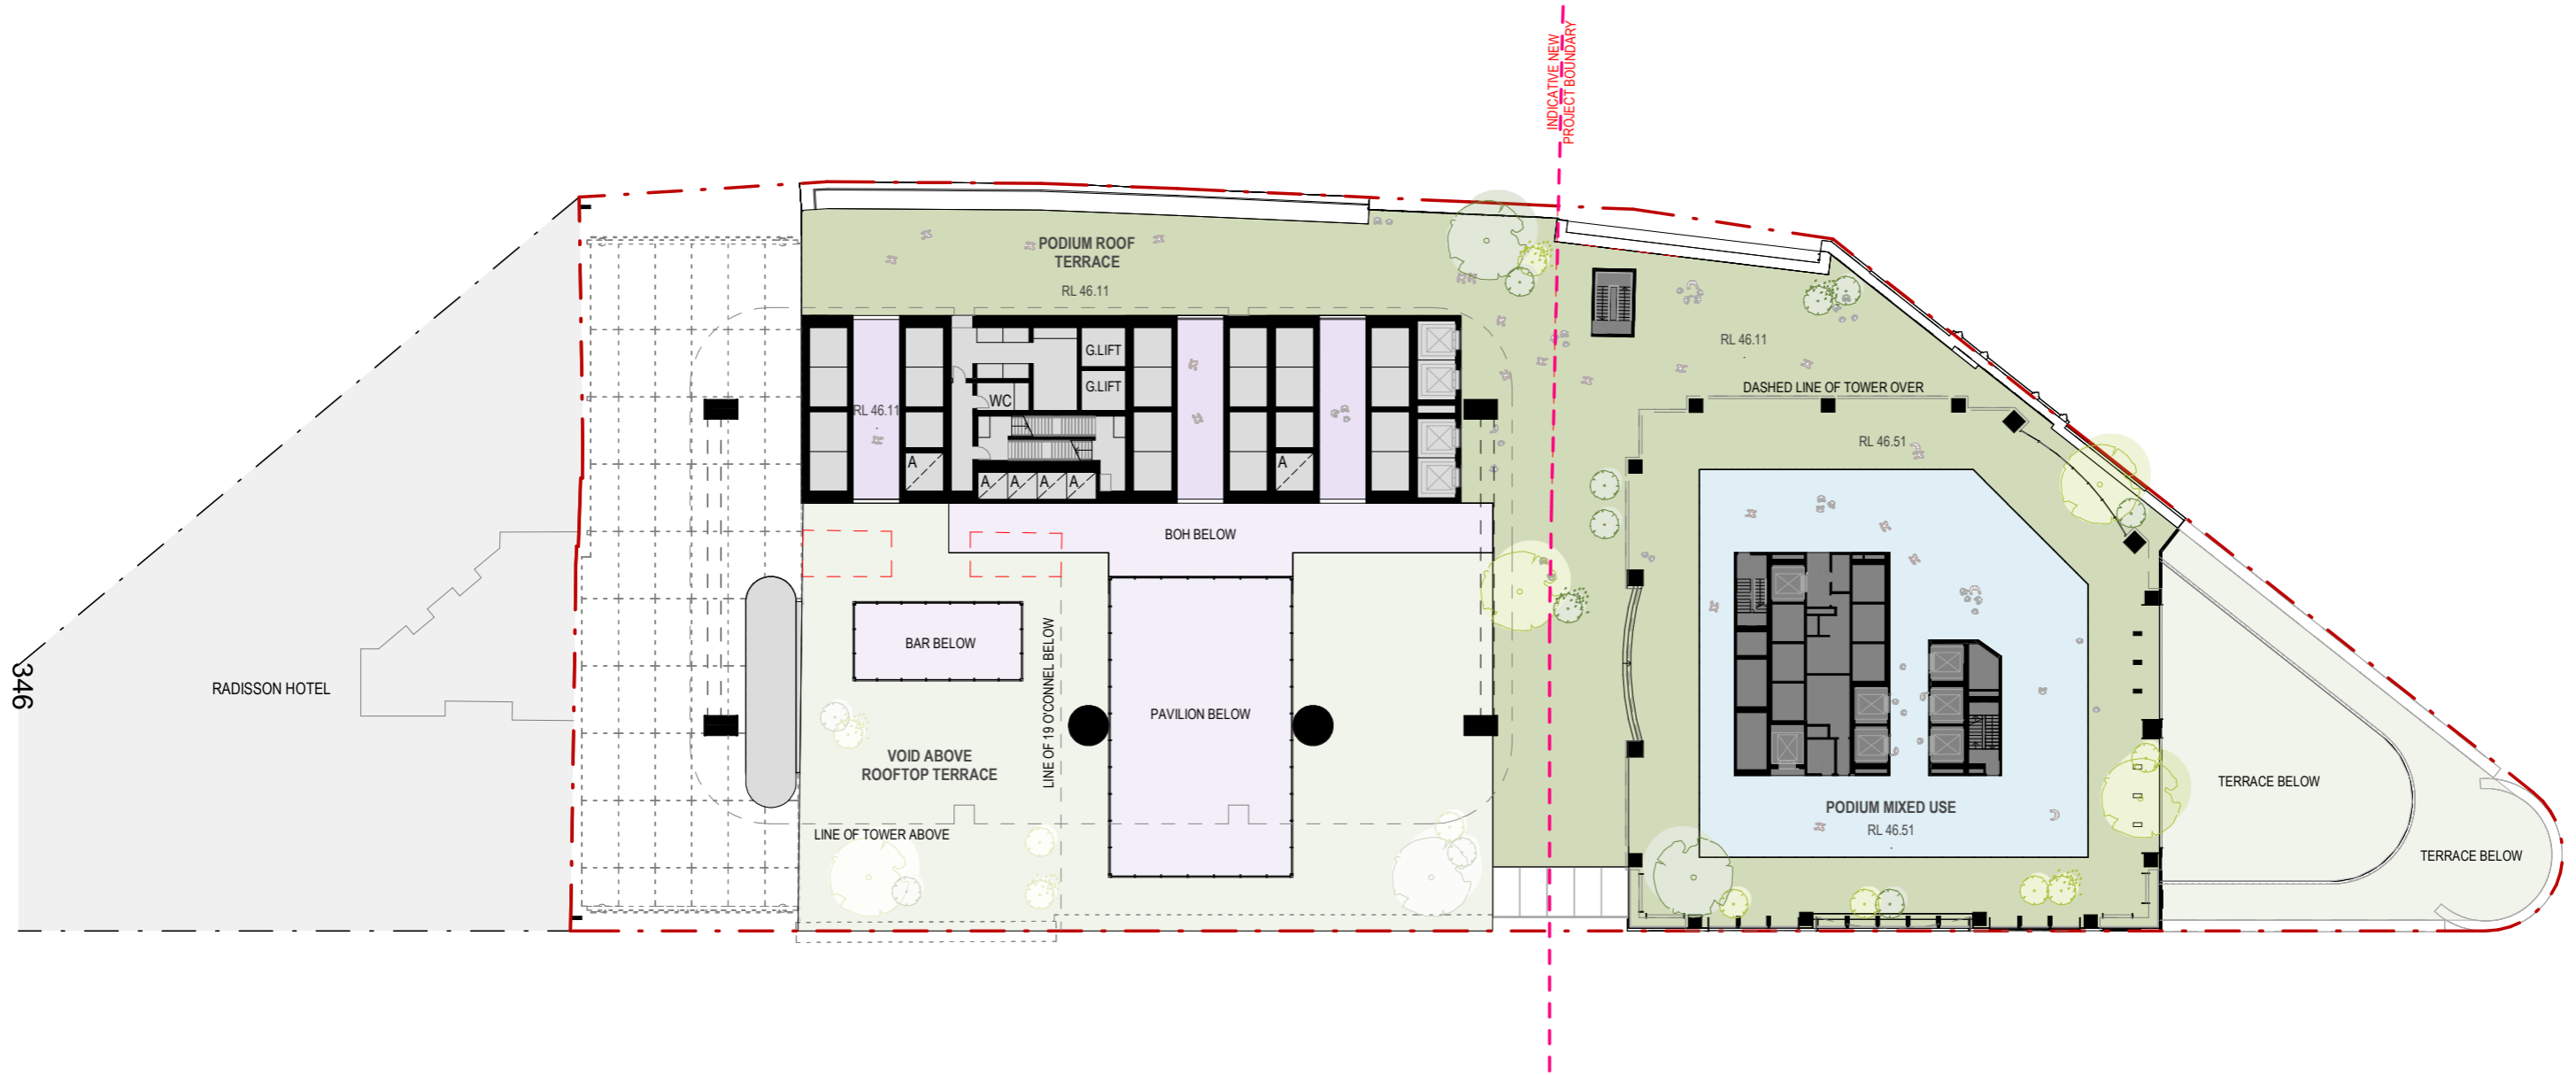 INDICATIVE NEW
PROJECT BOUNDARY
PODIUM ROOF
TERRACE
RL 46.11
G.LIFT
G.LIFT
WC
RL 46.11
A
A
A
A
A
A
RL 46.11
DASHED LINE OF TOWER OVER
RL 46.51
BOH BELOW
BAR BELOW
LINE OF 19 O'CONNEL BELOW
PAVILION BELOW
346
RADISSON HOTEL
VOID ABOVE
ROOFTOP TERRACE
LINE OF TOWER ABOVE
PODIUM MIXED USE
RL 46.51
TERRACE BELOW
TERRACE BELOW